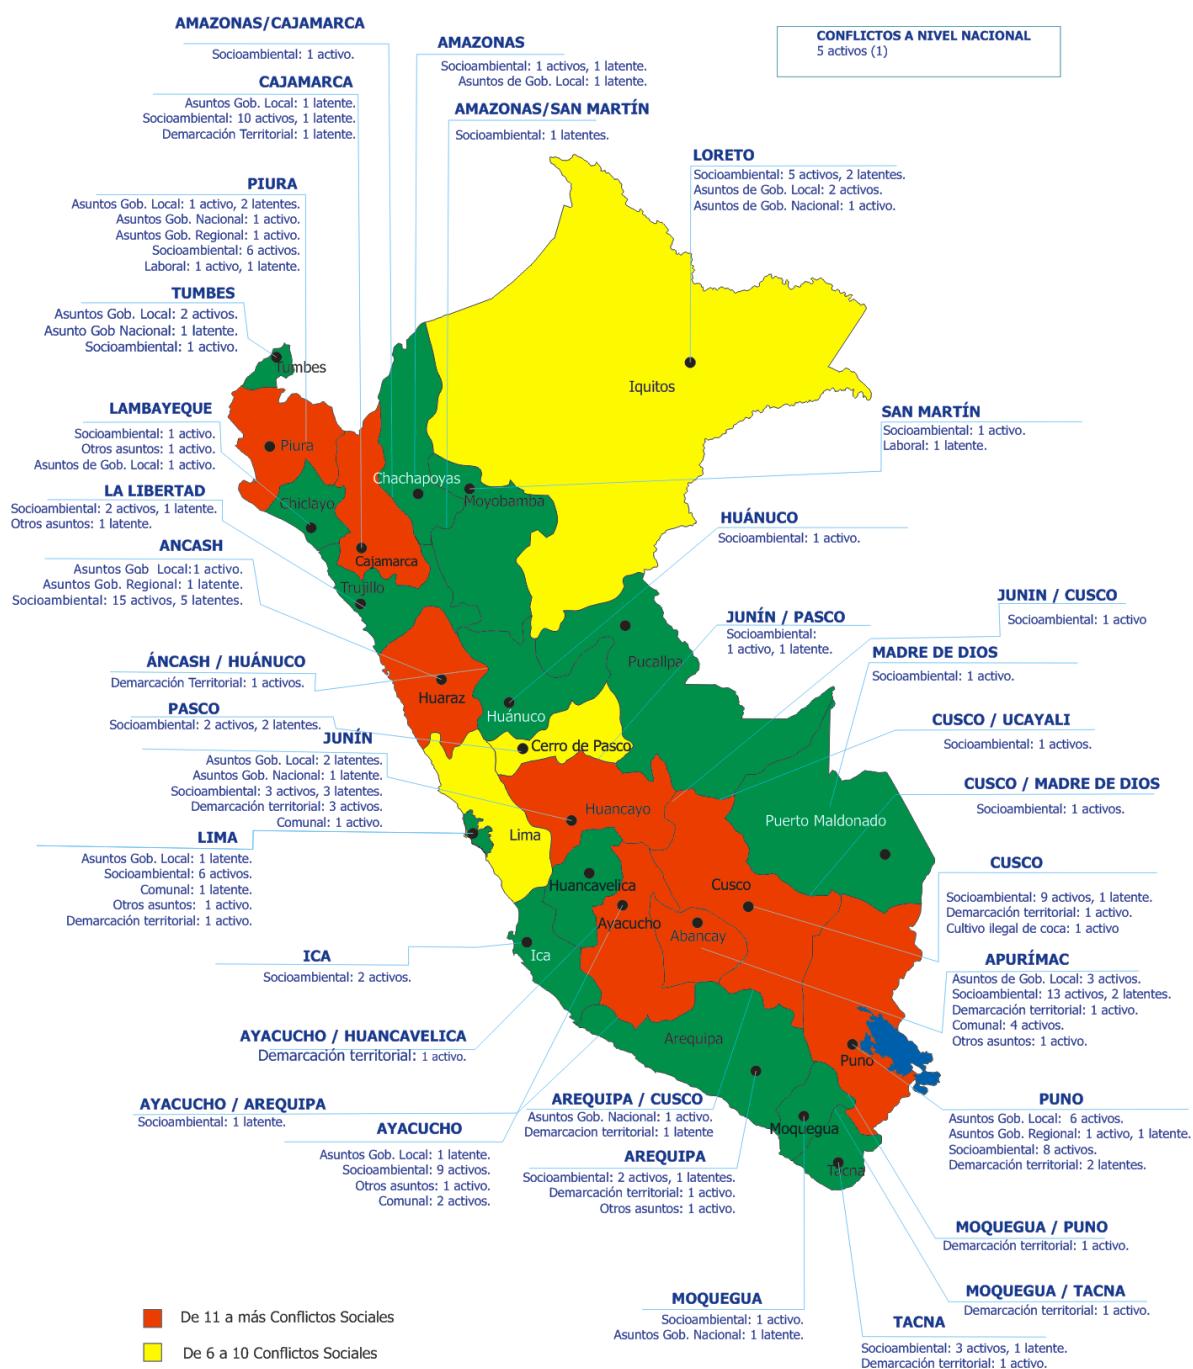 AMAZONAS/CAJAMARCA
Socioambiental: 1 activo.
CAJAMARCA
Asuntos Gob. Local: 1 latente.
Socioambiental: 10 activos, 1 latente.
Demarcación Territorial: 1 latente.
AMAZONAS
Socioambiental: 1 activos, 1 latente.
Asuntos de Gob. Local: 1 latente.
AMAZONAS/SAN MARTÍN
Socioambiental: 1 latentes.
CONFLICTOS A NIVEL NACIONAL
5 activos (1)
LORETO
Socioambiental: 5 activos, 2 latentes.
Asuntos de Gob. Local: 2 activos.
Asuntos de Gob. Nacional: 1 activo.
PIURA
Asuntos Gob. Local: 1 activo, 2 latentes.
Asuntos Gob. Nacional: 1 activo.
Asuntos Gob. Regional: 1 activo.
Socioambiental: 6 activos.
Laboral: 1 activo, 1 latente.
TUMBES
Asuntos Gob. Local: 2 activos.
Asunto Gob Nacional: 1 latente.
Socioambiental: 1 activo.
LAMBAYEQUE
Socioambiental: 1 activo.
Otros asuntos: 1 activo.
Asuntos de Gob. Local: 1 activo.
LA LIBERTAD
Socioambiental: 2 activos, 1 latente.
Otros asuntos: 1 latente.
ANCASH
Asuntos Gob Local:1 activo.
Asuntos Gob. Regional: 1 latente.
Socioambiental: 15 activos, 5 latentes.
ÁNCASH / HUÁNUCO
Demarcación Territorial: 1 activos.
PASCO
Socioambiental: 2 activos, 2 latentes.
JUNÍN
Asuntos Gob. Local: 2 latentes.
Asuntos Gob. Nacional: 1 latente.
Socioambiental: 3 activos, 3 latentes.
Demarcación territorial: 3 activos.
Comunal: 1 activo.
LIMA
Asuntos Gob. Local: 1 latente.
Socioambiental: 6 activos.
Comunal: 1 latente.
Otros asuntos: 1 activo.
Demarcación territorial: 1 activo.
ICA
Socioambiental: 2 activos.
AYACUCHO / HUANCAVELICA
Demarcación territorial: 1 activo.
AYACUCHO / AREQUIPA
Socioambiental: 1 latente.
AYACUCHO
Asuntos Gob. Local: 1 latente.
Socioambiental: 9 activos.
Otros asuntos: 1 activo.
Comunal: 2 activos.
AREQUIPA / CUSCO
Asuntos Gob. Nacional: 1 activo.
Demarcacion territorial: 1 latente
AREQUIPA
Socioambiental: 2 activos, 1 latentes.
Demarcación territorial: 1 activo.
Otros asuntos: 1 activo.
MOQUEGUA
Socioambiental: 1 activo.
Asuntos Gob. Nacional: 1 latente.
SAN MARTÍN
Socioambiental: 1 activo.
Laboral: 1 latente.
HUÁNUCO
Socioambiental: 1 activo.
JUNÍN / PASCO
Socioambiental:
1 activo, 1 latente.
JUNIN / CUSCO
Socioambiental: 1 activo
MADRE DE DIOS
Socioambiental: 1 activo.
CUSCO / UCAYALI
Socioambiental: 1 activos.
CUSCO / MADRE DE DIOS
Socioambiental: 1 activos.
CUSCO
Socioambiental: 9 activos, 1 latente.
Demarcación territorial: 1 activo.
Cultivo ilegal de coca: 1 activo
APURÍMAC
Asuntos de Gob. Local: 3 activos.
Socioambiental: 13 activos, 2 latentes.
Demarcación territorial: 1 activo.
Comunal: 4 activos.
Otros asuntos: 1 activo.
PUNO
Asuntos Gob. Local: 6 activos.
Asuntos Gob. Regional: 1 activo, 1 latente.
Socioambiental: 8 activos.
Demarcación territorial: 2 latentes.
MOQUEGUA / PUNO
Demarcación territorial: 1 activo.
MOQUEGUA / TACNA
Demarcación territorial: 1 activo.
TACNA
Socioambiental: 3 activos, 1 latente.
Demarcación territorial: 1 activo.
Tumbes
Iquitos
Piura
Chachapoyas
Moyobamba
Chiclayo
Cajamarca
Trujillo
Pucallpa
Huaraz
Huánuco
Cerro de Pasco
Huancayo
Lima
Puerto Maldonado
Huancavelica
Cusco
Ayacucho
Abancay
Ica
Arequipa
Puno
Moquegua
Tacna
De 11 a más Conflictos Sociales
De 6 a 10 Conflictos Sociales